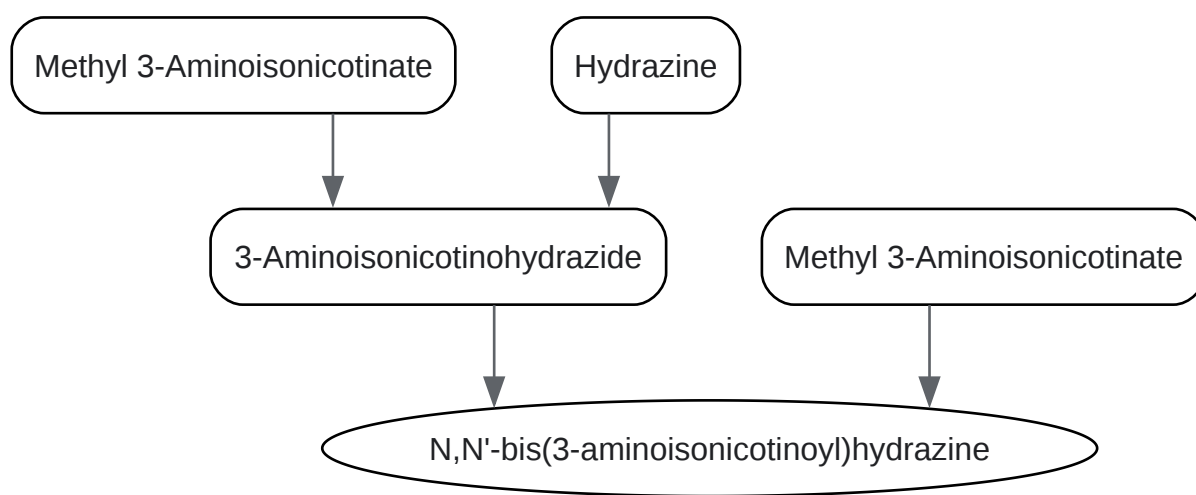 Methyl 3-Aminoisonicotinate
Hydrazine
3-Aminoisonicotinohydrazide
Methyl 3-Aminoisonicotinate
N,N'-bis(3-aminoisonicotinoyl)hydrazine